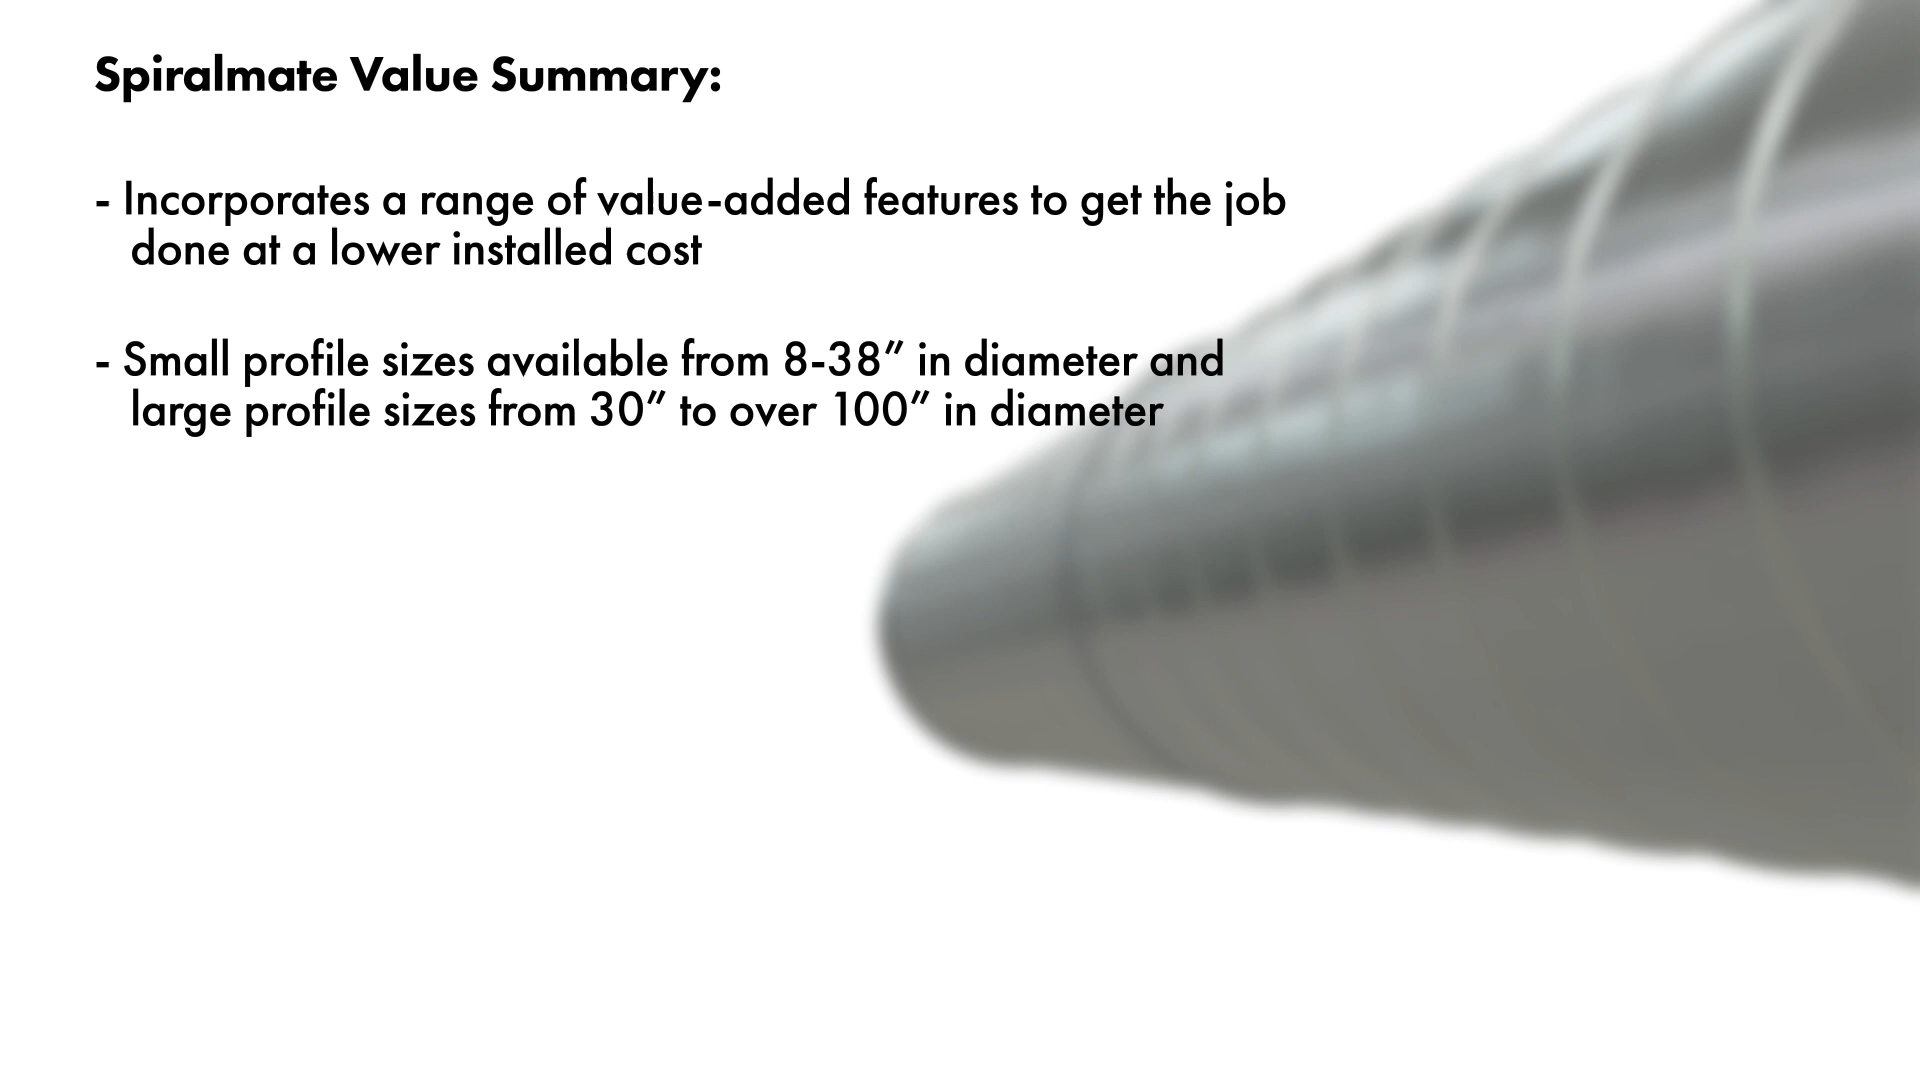 Spiralmate Value Summary:
- Incorporates a range of value-added features to get the job
done at a lower installed cost
- Small profile sizes available from 8-38” in diameter and
large profile sizes from 30” to over 100” in diameter